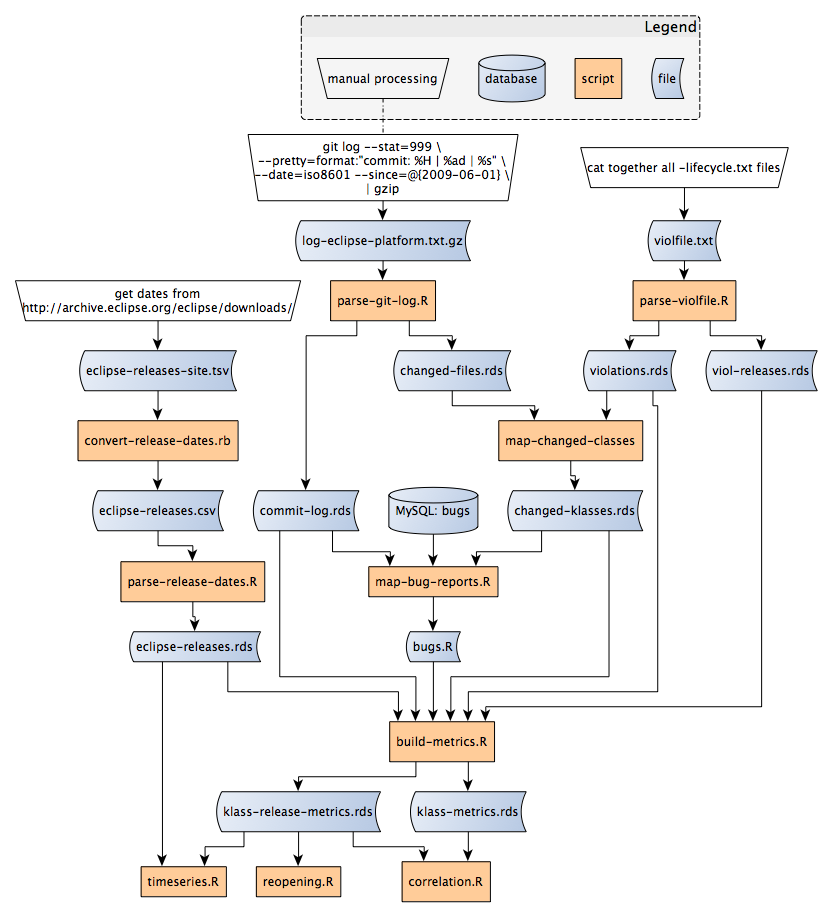 Legend
manual processing
database
script
file
git log --stat=999 \
--pretty=format:"commit: %H | %ad | %s" \
--date=iso8601 --since=@{2009-06-01} \
| gzip
cat together all -lifecycle.txt files
log-eclipse-platform.txt.gz
violfile.txt
get dates from
http://archive.eclipse.org/eclipse/downloads/
parse-git-log.R
parse-violfile.R
eclipse-releases-site.tsv
changed-files.rds
violations.rds
viol-releases.rds
convert-release-dates.rb
map-changed-classes
eclipse-releases.csv
commit-log.rds
MySQL: bugs
changed-klasses.rds
parse-release-dates.R
map-bug-reports.R
eclipse-releases.rds
bugs.R
build-metrics.R
klass-release-metrics.rds
klass-metrics.rds
timeseries.R
reopening.R
correlation.R